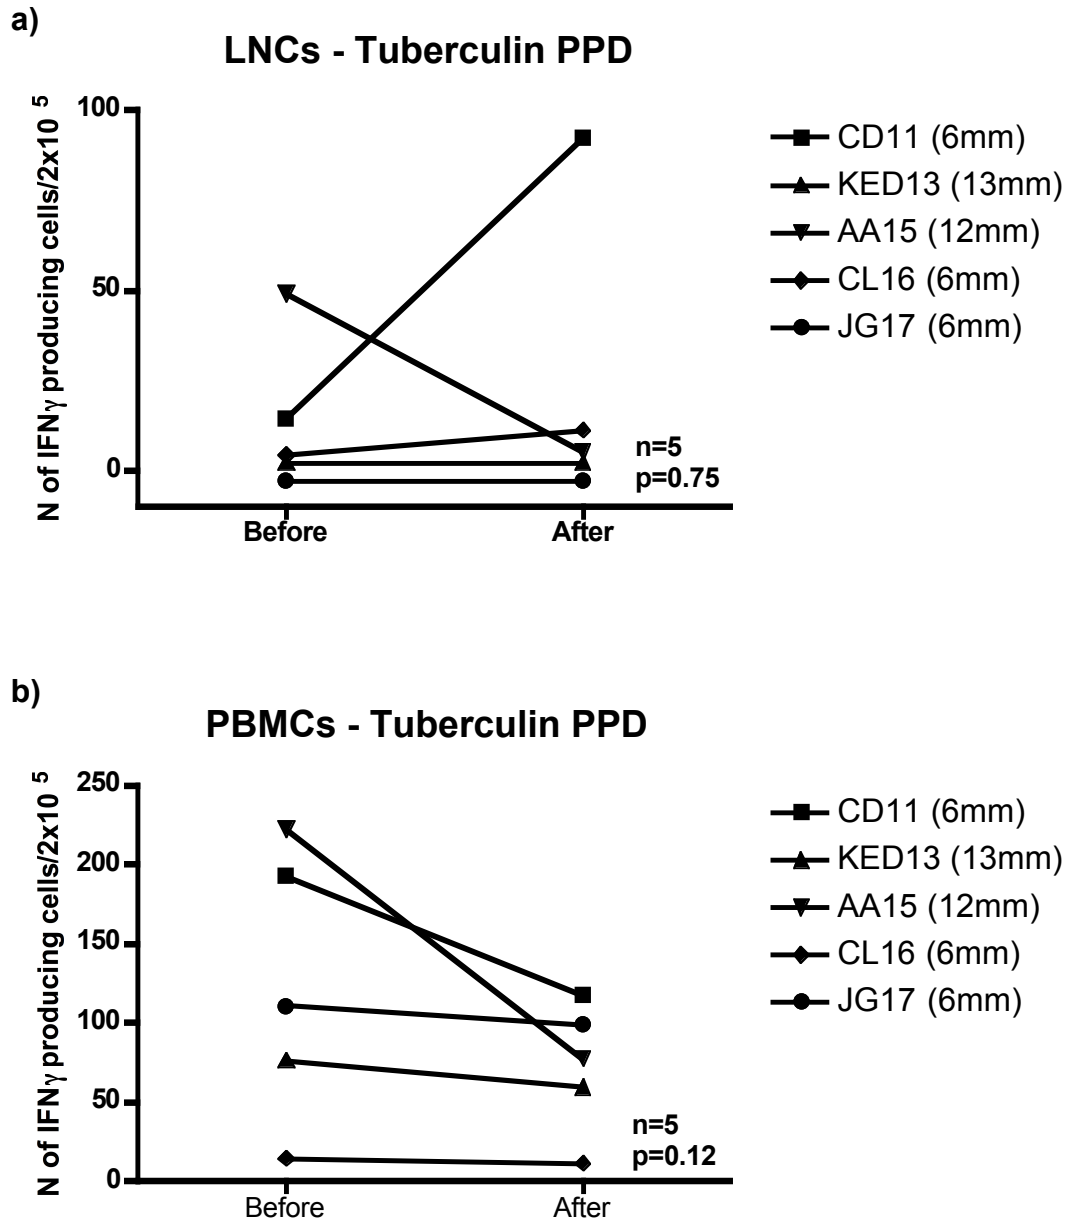 a)
LNCs - Tuberculin PPD
N of IFNγ producing cells/2x10 5
100
50
0
Before
After
n=5
p=0.75
CD11 (6mm)
KED13 (13mm)
AA15 (12mm)
CL16 (6mm)
JG17 (6mm)
b)
PBMCs - Tuberculin PPD
N of IFNγ producing cells/2x10 5
250
200
150
100
50
0
Before
After
n=5
p=0.12
CD11 (6mm)
KED13 (13mm)
AA15 (12mm)
CL16 (6mm)
JG17 (6mm)